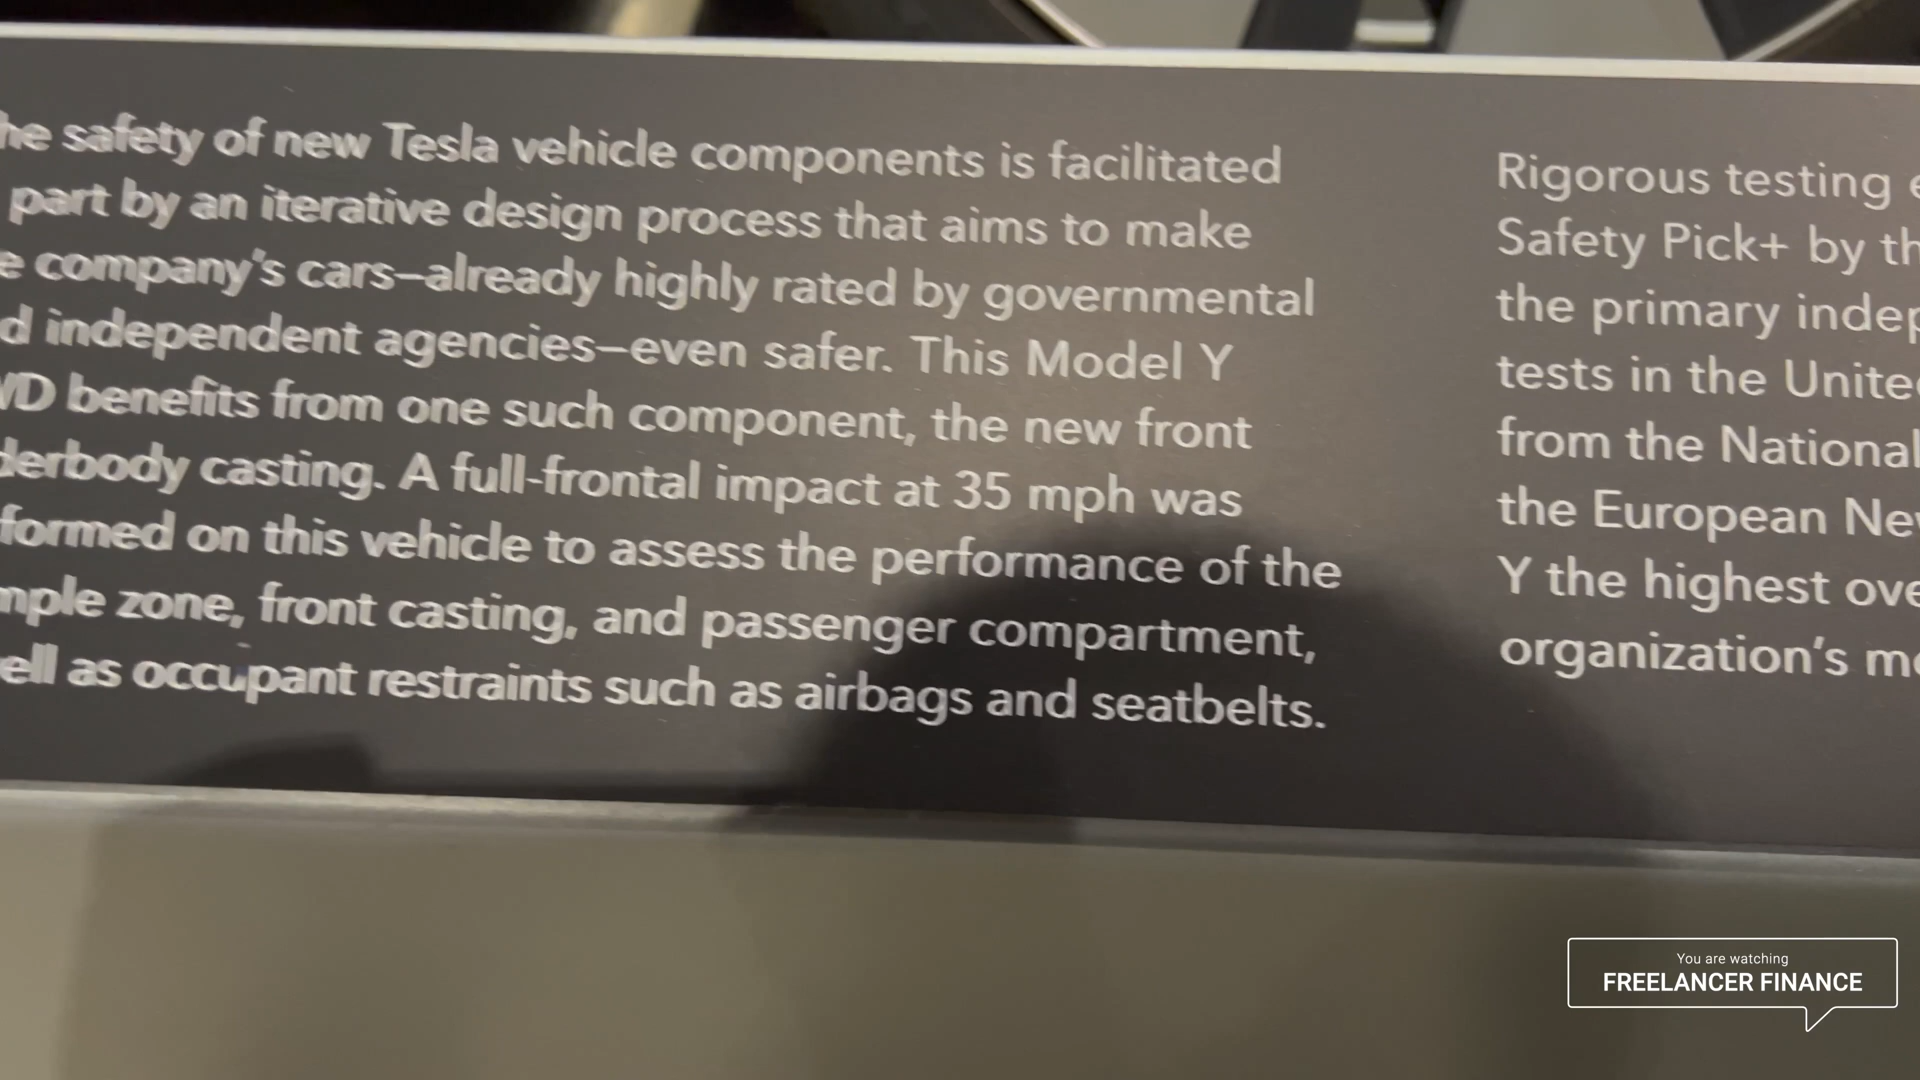 he safety of new Tesla vehicle components is facilitated
part by an iterative design process that aims to make
e company's cars—already highly rated by governmental
d independent agencies—even safer. This Model Y
WD benefits from one such component, the new front
derbody casting. A full-frontal impact at 35 mph was
formed on this vehicle to assess the performance of the
mple zone, front casting, and passenger compartment,
ell as occupant restraints such as airbags and seatbelts.
Rigorous testing e
Safety Pick+ by th
the primary indep
tests in the Unite
from the National
the European Ne
Y the highest ove
organization's m
You are watching
FREELANCER FINANCE